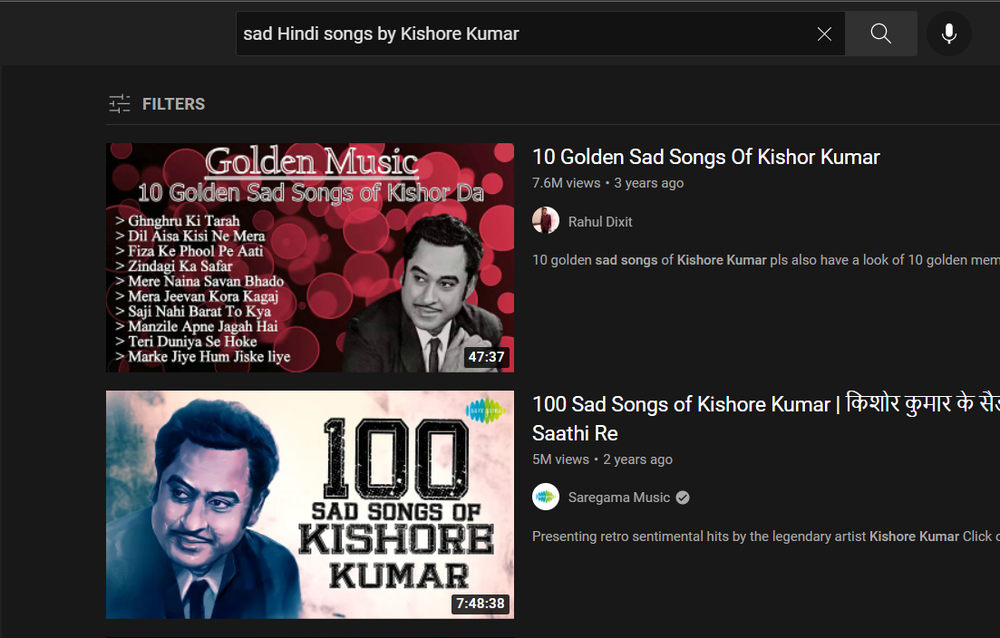 sad Hindi songs by Kishore Kumar
FILTERS
Golden Music
10 Golden Sad Songs of Kishor Da
> Ghnghru Ki Tarah
> Dil Aisa Kisi Ne Mera
> Fiza Ke Phool Pe Aati
> Zindagi Ka Safar
> Mere Naina Savan Bhado
> Mera Jeevan Kora Kagaj
> Saji Nahi Barat To Kya
> Manzile Apne Jagah Hai
> Teri Duniya Se Hoke
> Marke Jiye Hum Jiske liye
47:37
10 Golden Sad Songs Of Kishor Kumar
7.6M views • 3 years ago
Rahul Dixit
10 golden sad songs of Kishore Kumar pls also have a look of 10 golden mem
SAREGAMA
100
SAD SONGS OF
KISHORE
KUMAR
7:48:38
100 Sad Songs of Kishore Kumar | किशोर कुमार के
Saathi Re
5M views • 2 years ago
Saregama Music
Presenting retro sentimental hits by the legendary artist Kishore Kumar Click